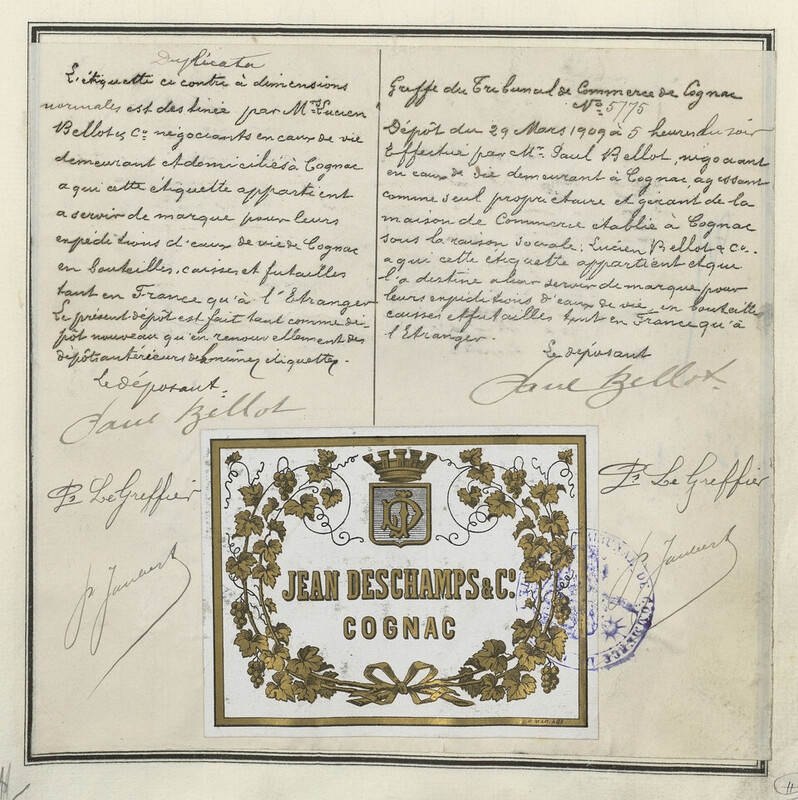 Duplicata
L'étiquette ci contre à dimensions
normales est destinée par Mrs Lucien
Bellot & Co négociants en eaux de vie
demeurant et domiciliés à Cognac
a qui cette étiquette appartient
a servir de marque pour leurs
expéditions d'eaux de vie de Cognac
en bouteilles, caisses et futailles
tant en France qu'à l'Etranger
Le présent dépôt est fait tant comme dé-
pôt nouveau qu'en renouvellement des
dépôts antérieurs des mêmes étiquettes.
Le déposant.
Paul Bellot
Le Greffier
Greffe du Tribunal de Commerce de Cognac
No 5775
Dépôt du 29 Mars 1909 à 5 heures du soir
Effectué par Mr. Paul Bellot, négociant
en eaux de vie demeurant à Cognac, agissant
comme seul propriétaire et gérant de la
maison de Commerce etablie à Cognac
sous la raison sociale: Lucien Bellot & Co.
a qui cette étiquette appartient et qui
l'a destine a leur servir de marque pour
leurs expéditions d'eaux de vie, en bouteilles
caisses et futailles tant en France qu'à
l'Etranger.
Le déposant
Paul Bellot
Le Greffier
JEAN DESCHAMPS & Co.
COGNAC